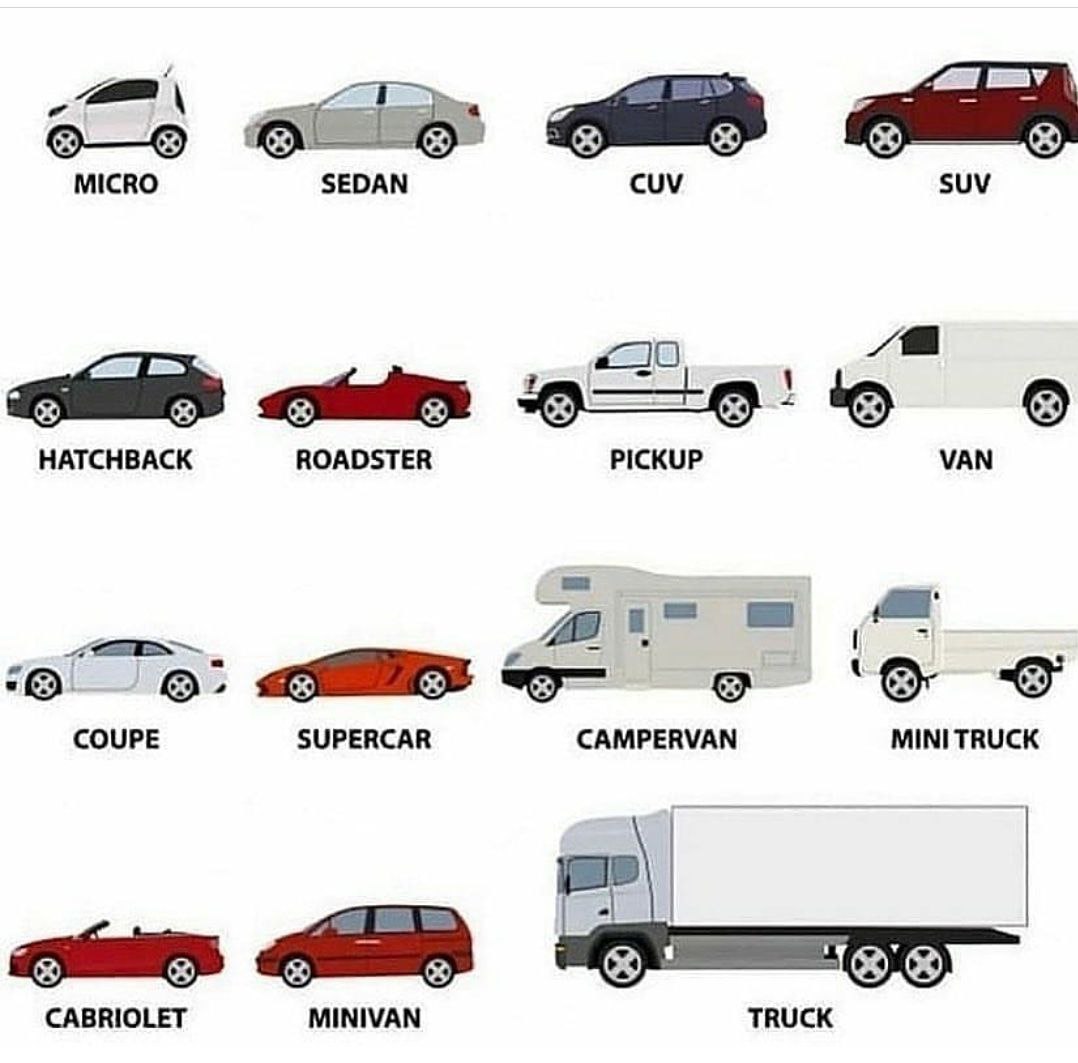 MICRO
SEDAN
CUV
SUV
HATCHBACK
ROADSTER
PICKUP
VAN
COUPE
SUPERCAR
CAMPERVAN
MINI TRUCK
CABRIOLET
MINIVAN
TRUCK